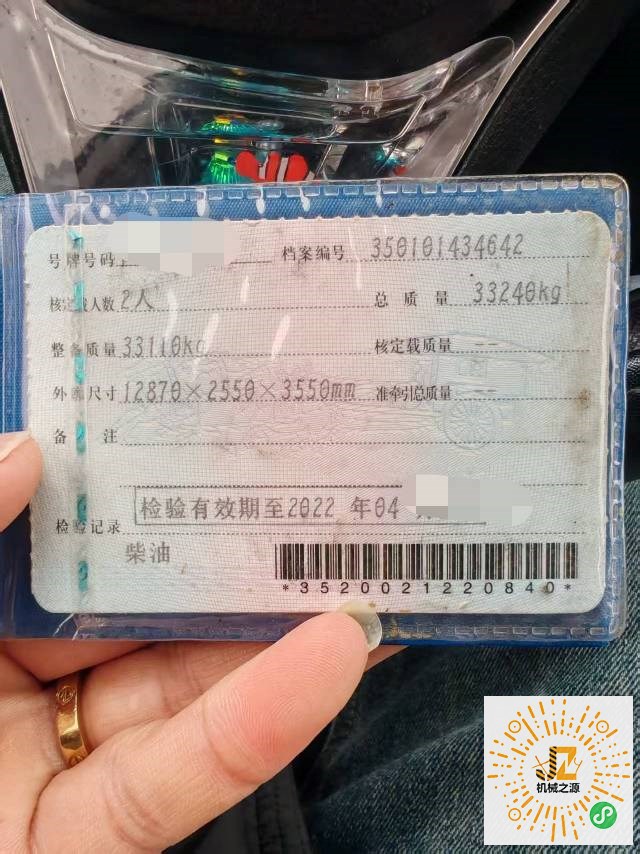 号牌号码
档案编号 350101434642
核定载人数 2人
总质量 33240kg
整备质量 33110kg
核定载质量 --
外廓尺寸 12870×2550×3550mm
准牵引总质量 --
备注
检验记录 检验有效期至2022年04
柴油
*3520021220840*
JZ
机械之源